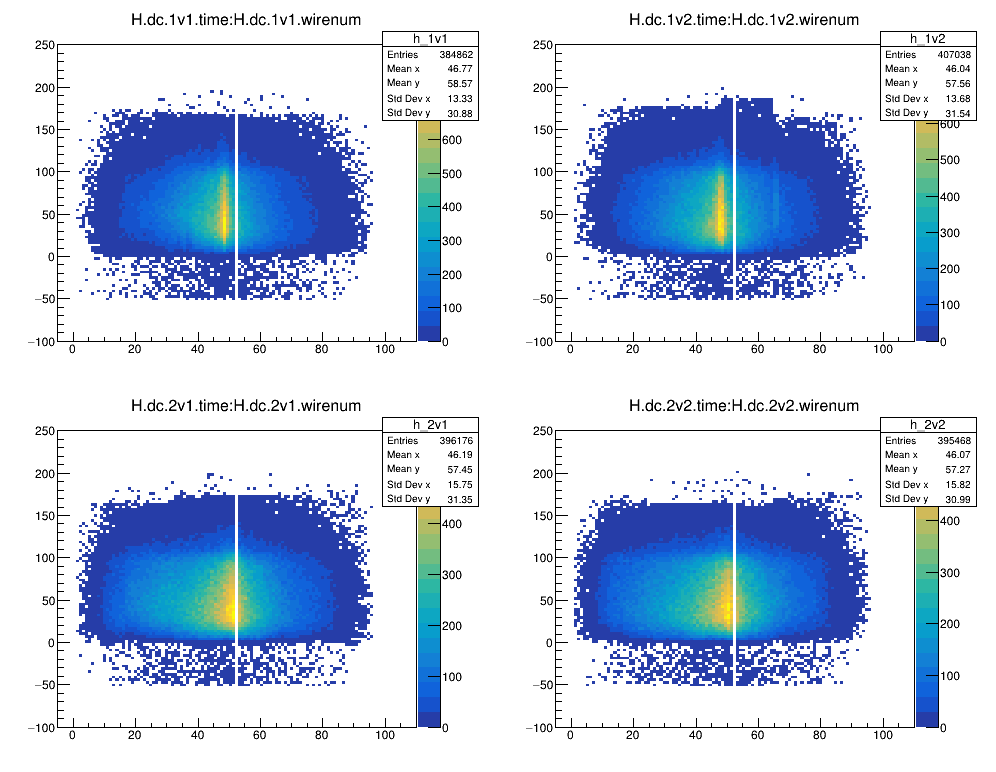 H.dc.1v1.time:H.dc.1v1.wirenum
h_1v1
Entries 384862
Mean x 46.77
Mean y 58.57
Std Dev x 13.33
Std Dev y 30.88
250
200
150
100
50
0
−50
−100
0 20 40 60 80 100
600
500
400
300
200
100
0
H.dc.1v2.time:H.dc.1v2.wirenum
h_1v2
Entries 407038
Mean x 46.04
Mean y 57.56
Std Dev x 13.68
Std Dev y 31.54
250
200
150
100
50
0
−50
−100
0 20 40 60 80 100
600
500
400
300
200
100
0
H.dc.2v1.time:H.dc.2v1.wirenum
h_2v1
Entries 396176
Mean x 46.19
Mean y 57.45
Std Dev x 15.75
Std Dev y 31.35
250
200
150
100
50
0
−50
−100
0 20 40 60 80 100
400
300
200
100
0
H.dc.2v2.time:H.dc.2v2.wirenum
h_2v2
Entries 395468
Mean x 46.07
Mean y 57.27
Std Dev x 15.82
Std Dev y 30.99
250
200
150
100
50
0
−50
−100
0 20 40 60 80 100
400
300
200
100
0